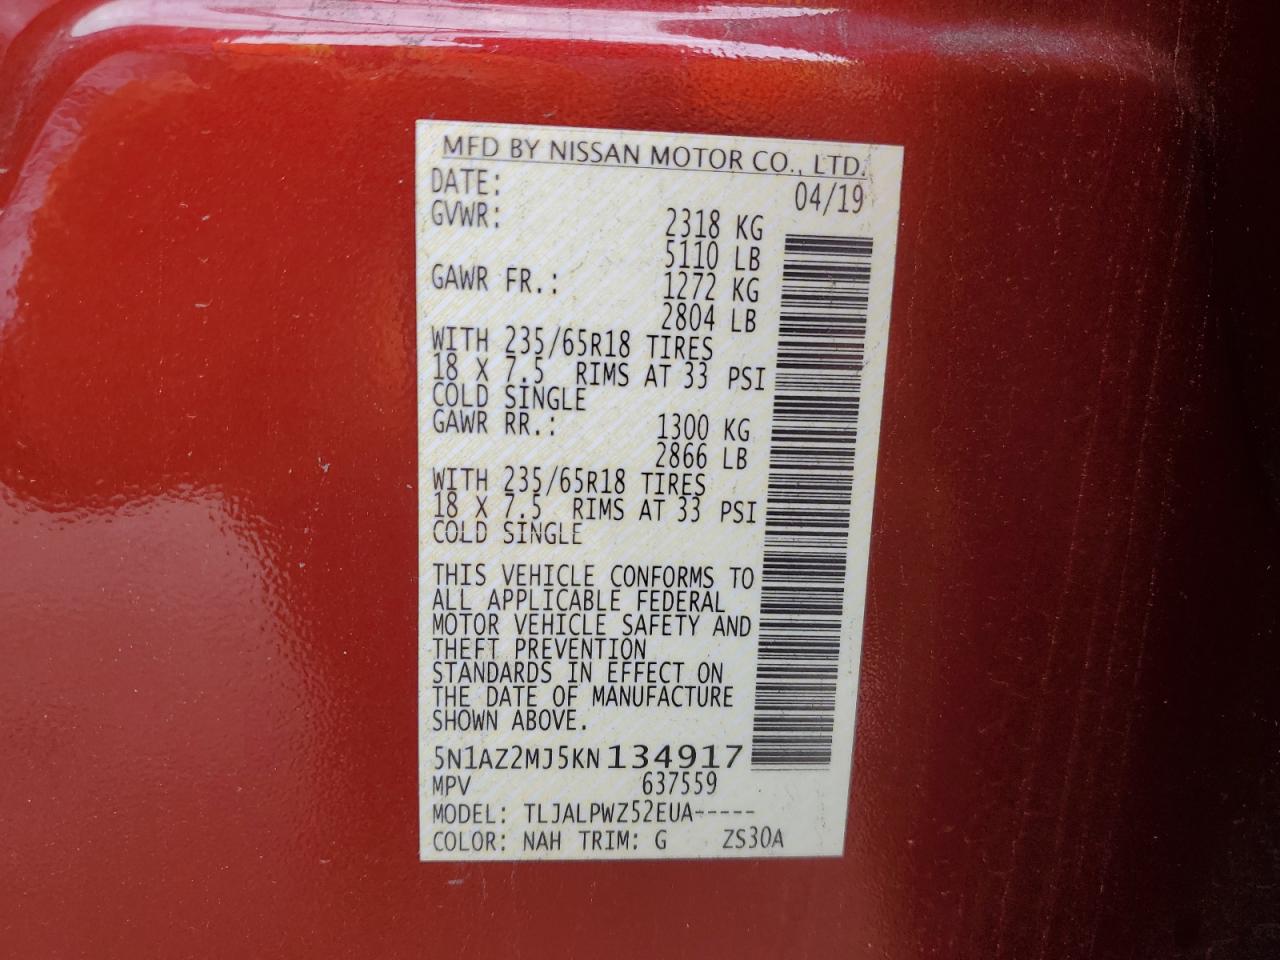 MFD BY NISSAN MOTOR CO., LTD.
DATE: 04/19
GVWR: 2318 KG
5110 LB
GAWR FR.: 1272 KG
2804 LB
WITH 235/65R18 TIRES
18 X 7.5 RIMS AT 33 PSI
COLD SINGLE
GAWR RR.: 1300 KG
2866 LB
WITH 235/65R18 TIRES
18 X 7.5 RIMS AT 33 PSI
COLD SINGLE
THIS VEHICLE CONFORMS TO
ALL APPLICABLE FEDERAL
MOTOR VEHICLE SAFETY AND
THEFT PREVENTION
STANDARDS IN EFFECT ON
THE DATE OF MANUFACTURE
SHOWN ABOVE.
5N1AZ2MJ5KN134917
MPV 637559
MODEL: TLJALPWZ52EUA-----
COLOR: NAH TRIM: G ZS30A